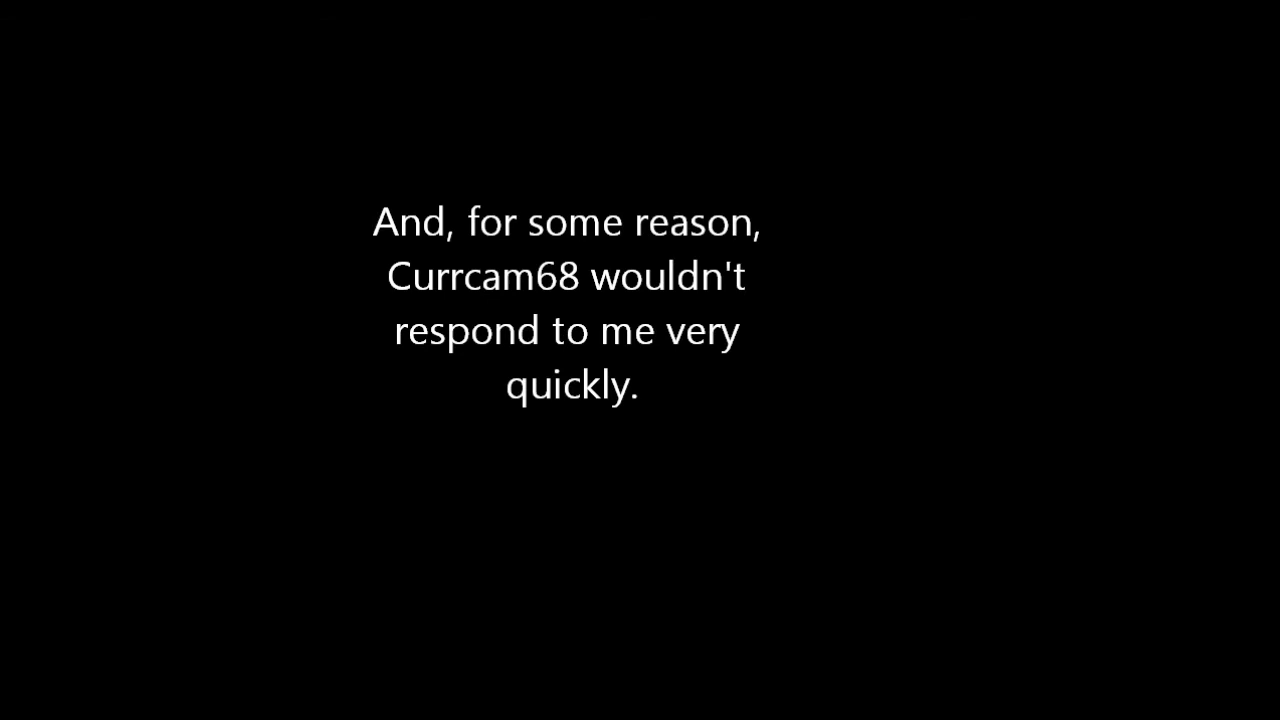 And, for some reason,
Currcam68 wouldn't
respond to me very
quickly.